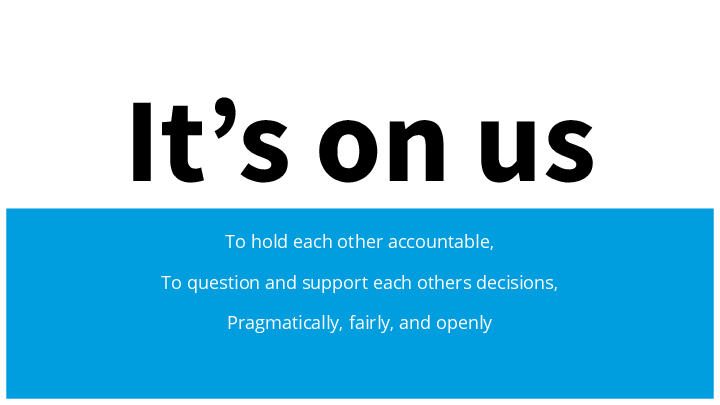 It’s on us
To hold each other accountable,
To question and support each others decisions,
Pragmatically, fairly, and openly